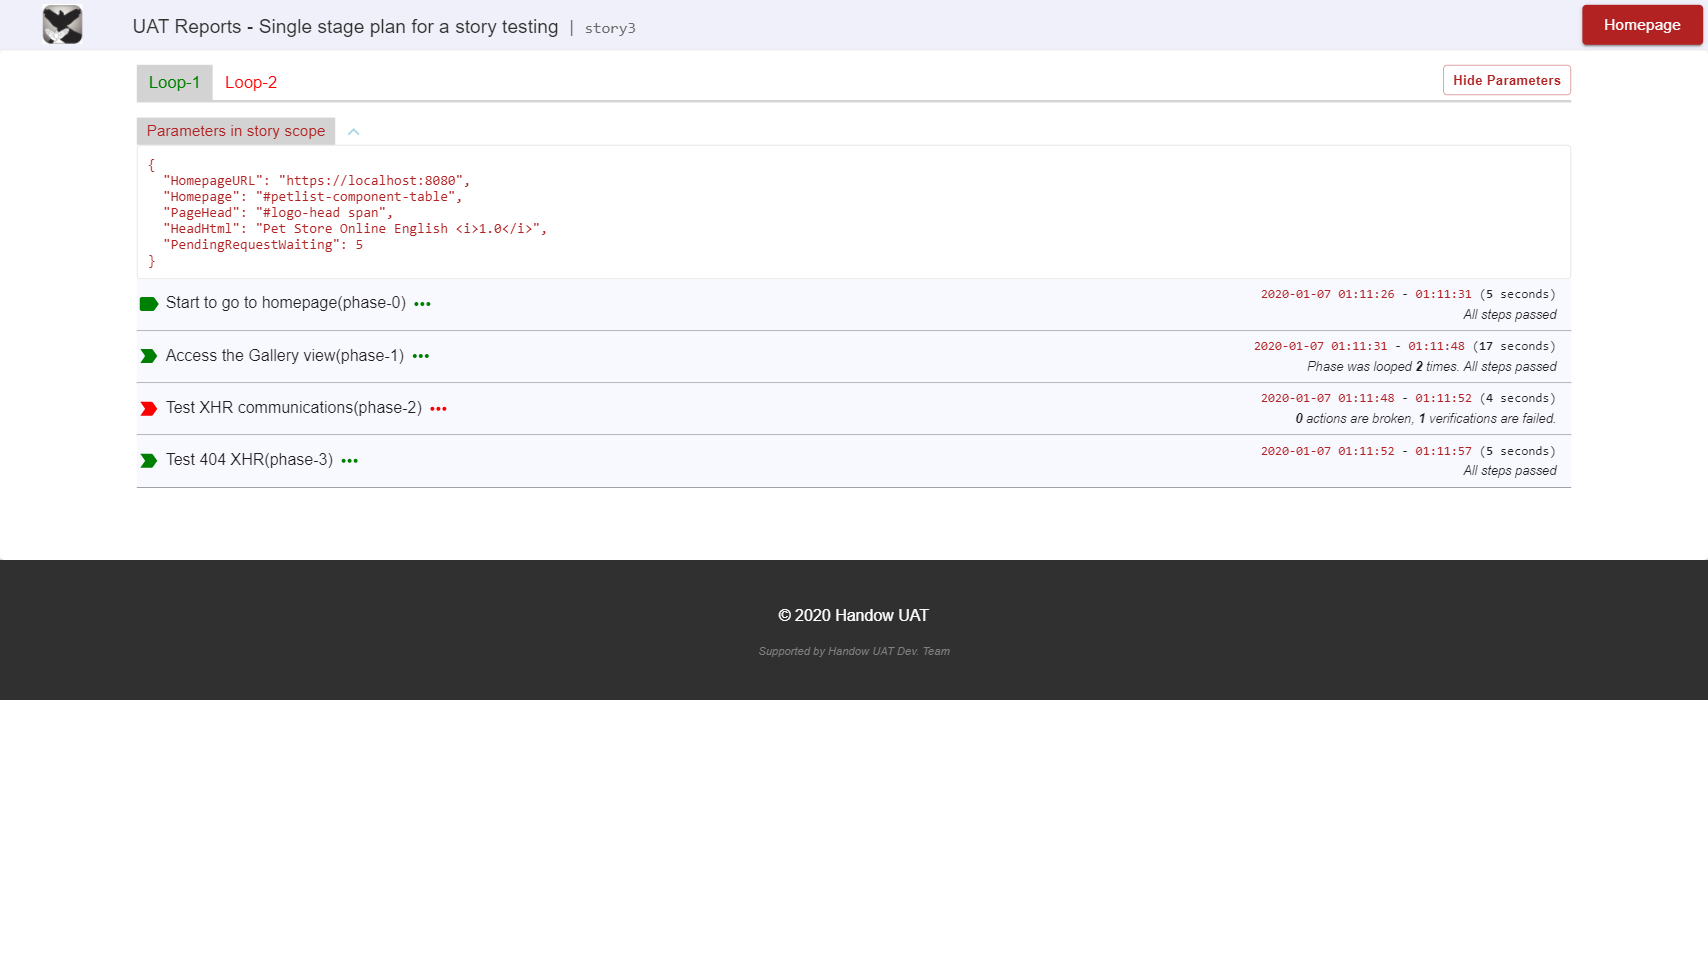 UAT Reports - Single stage plan for a story testing | story3
Homepage
Loop-1 Loop-2
Hide Parameters
Parameters in story scope
{
  "HomepageURL": "https://localhost:8080",
  "Homepage": "#petlist-component-table",
  "PageHead": "#logo-head span",
  "HeadHtml": "Pet Store Online English <i>1.0</i>",
  "PendingRequestWaiting": 5
}
Start to go to homepage(phase-0) •••
2020-01-07 01:11:26 - 01:11:31 (5 seconds)
All steps passed
Access the Gallery view(phase-1) •••
2020-01-07 01:11:31 - 01:11:48 (17 seconds)
Phase was looped 2 times. All steps passed
Test XHR communications(phase-2) •••
2020-01-07 01:11:48 - 01:11:52 (4 seconds)
0 actions are broken, 1 verifications are failed.
Test 404 XHR(phase-3) •••
2020-01-07 01:11:52 - 01:11:57 (5 seconds)
All steps passed
© 2020 Handow UAT
Supported by Handow UAT Dev. Team